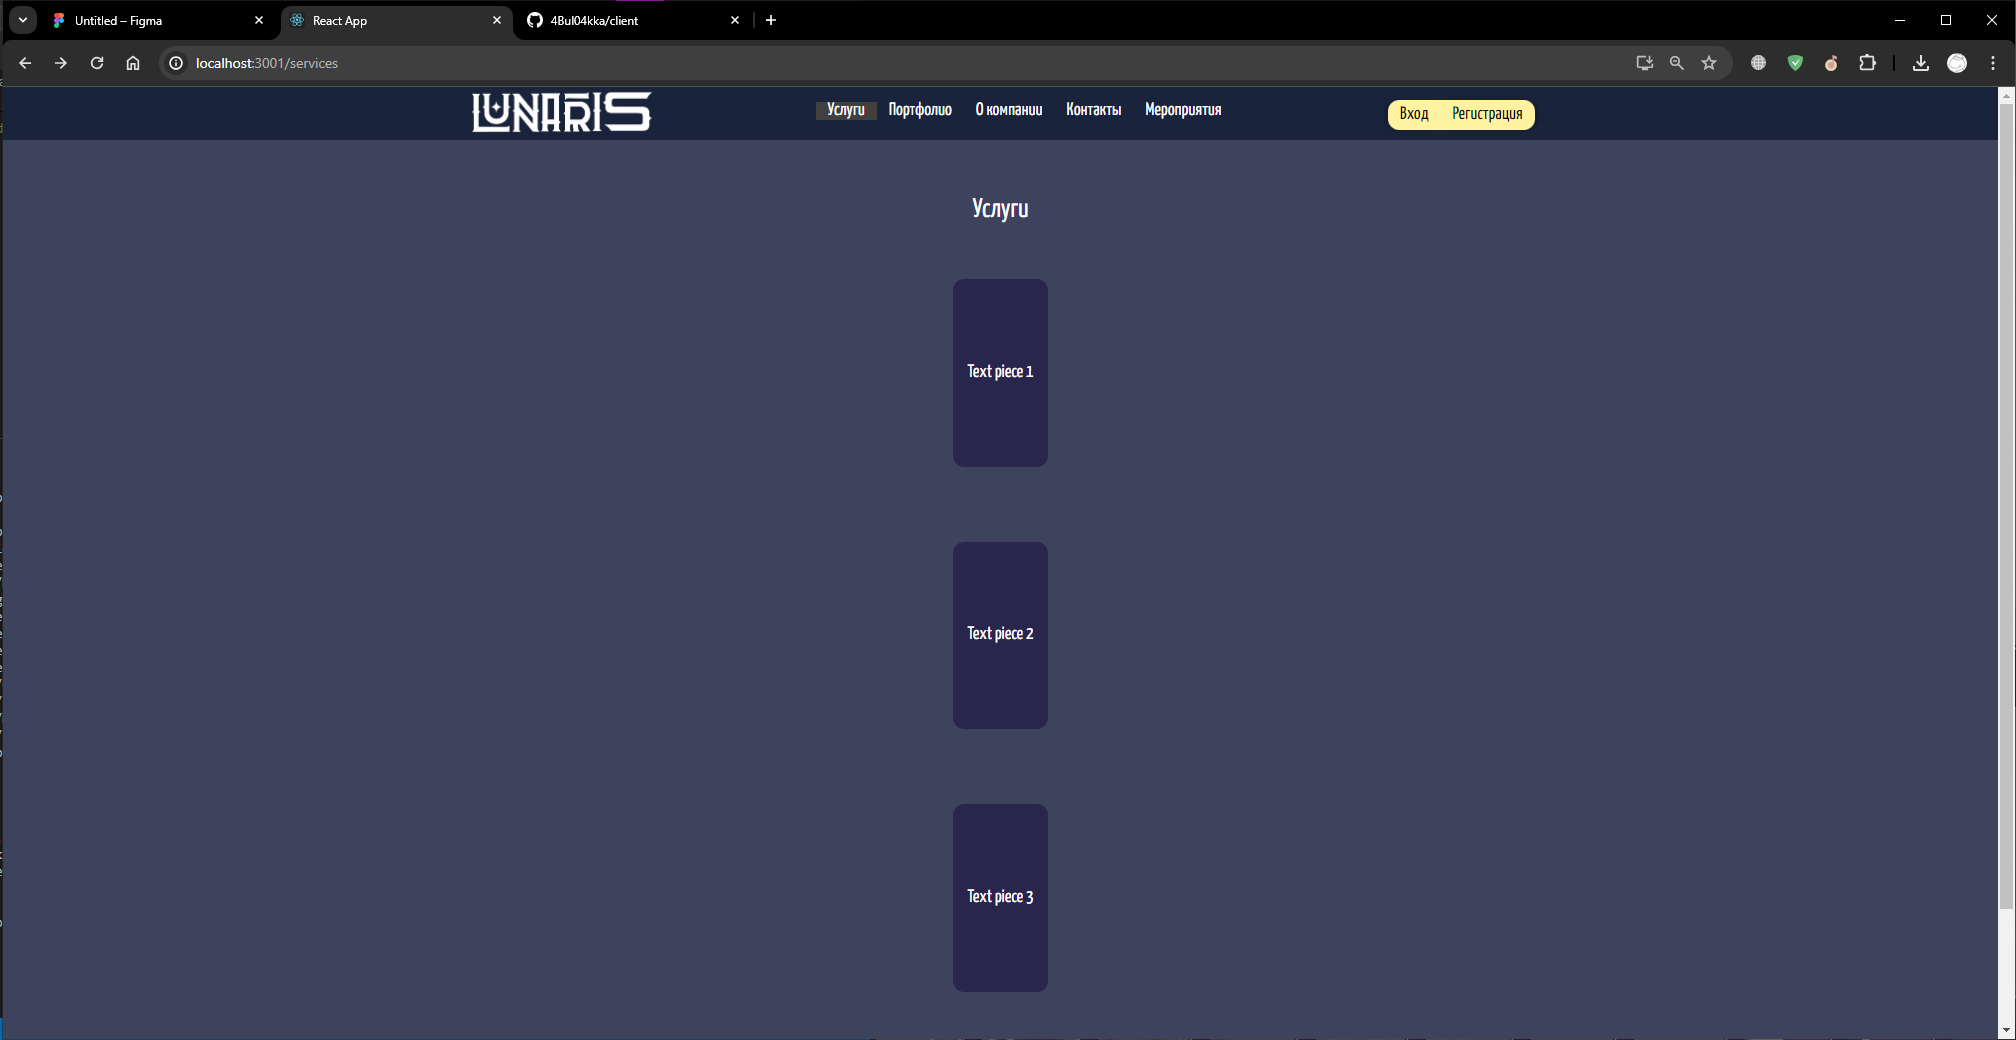 Untitled – Figma
React App
4Bul04kka/client
localhost:3001/services
LUNARIS
Услуги
Портфолио
О компании
Контакты
Мероприятия
Вход
Регистрация
Услуги
Text piece 1
Text piece 2
Text piece 3